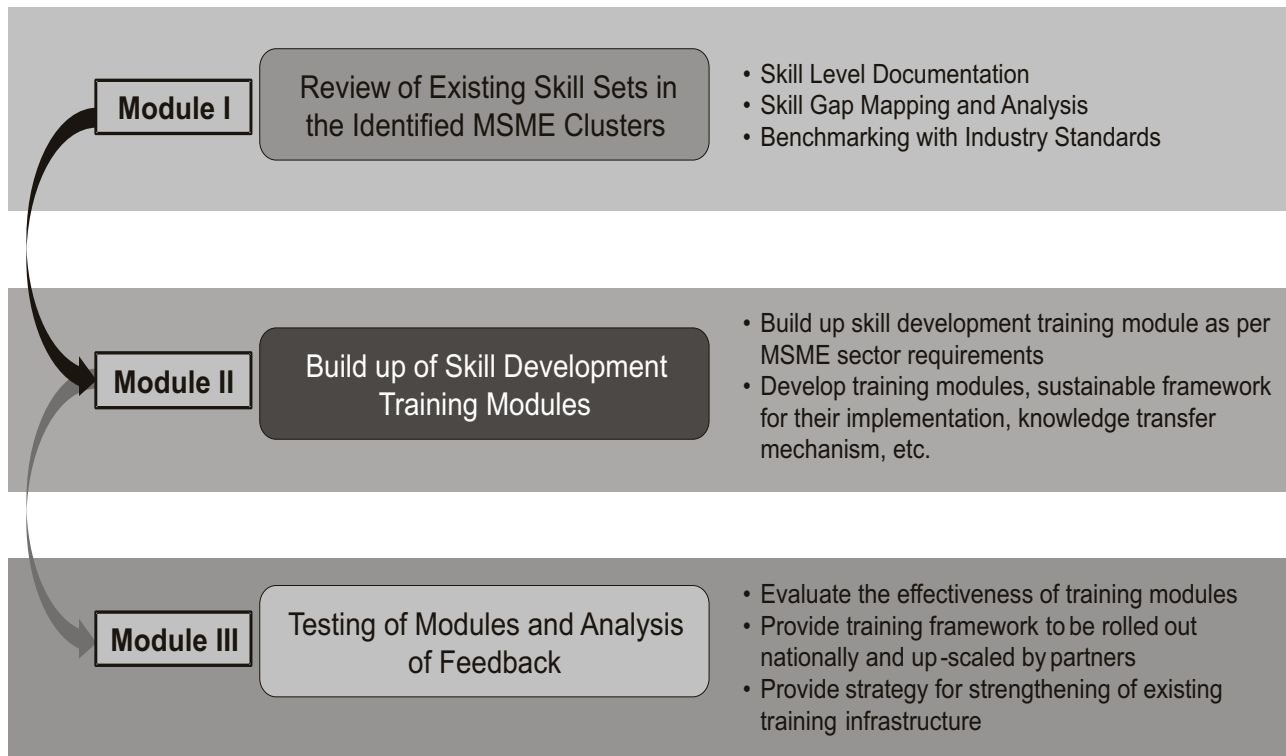 Module I
Review of Existing Skill Sets in
the Identified MSME Clusters
• Skill Level Documentation
• Skill Gap Mapping and Analysis
• Benchmarking with Industry Standards
Module II
Build up of Skill Development
Training Modules
• Build up skill development training module as per
MSME sector requirements
• Develop training modules, sustainable framework
for their implementation, knowledge transfer
mechanism, etc.
Module III
Testing of Modules and Analysis
of Feedback
• Evaluate the effectiveness of training modules
• Provide training framework to be rolled out
nationally and up-scaled by partners
• Provide strategy for strengthening of existing
training infrastructure